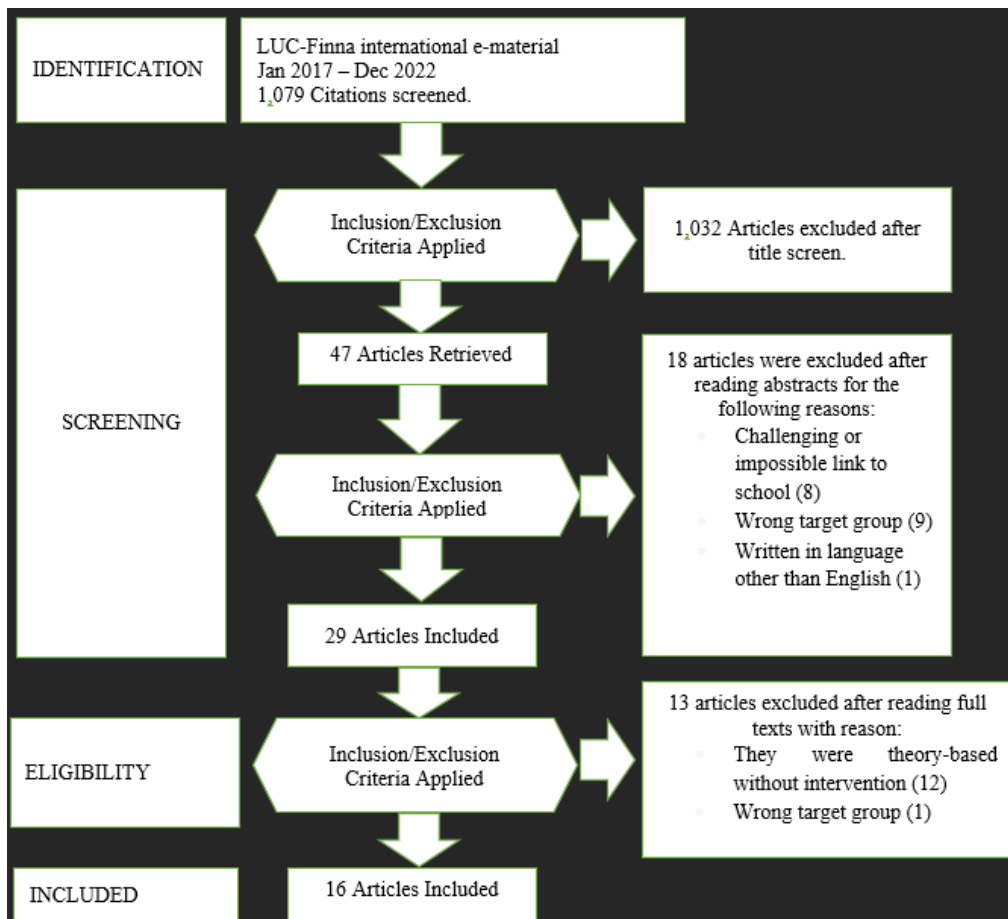 IDENTIFICATION
LUC-Finna international e-material
Jan 2017 – Dec 2022
1,079 Citations screened.
SCREENING
Inclusion/Exclusion
Criteria Applied
1,032 Articles excluded after
title screen.
47 Articles Retrieved
Inclusion/Exclusion
Criteria Applied
18 articles were excluded after
reading abstracts for the
following reasons:
Challenging or
impossible link to
school (8)
Wrong target group (9)
Written in language
other than English (1)
29 Articles Included
ELIGIBILITY
Inclusion/Exclusion
Criteria Applied
13 articles excluded after reading full
texts with reason:
They were theory-based
without intervention (12)
Wrong target group (1)
INCLUDED
16 Articles Included